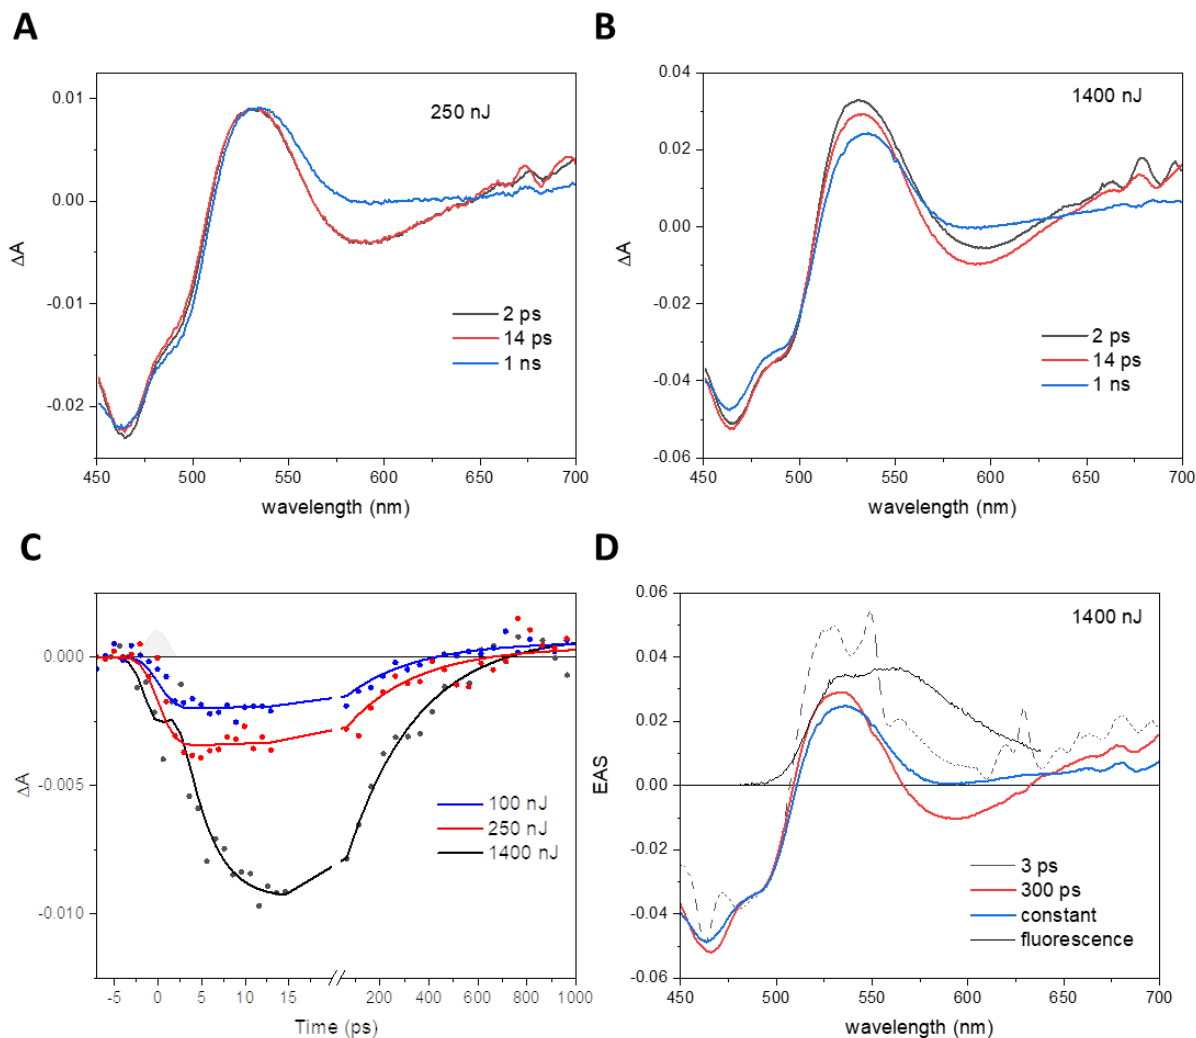 A
0.01
0.00
-0.01
-0.02
ΔA
250 nJ
2 ps
14 ps
1 ns
450
500
550
600
650
700
wavelength (nm)
B
0.04
0.02
0.00
-0.02
-0.04
-0.06
ΔA
1400 nJ
2 ps
14 ps
1 ns
450
500
550
600
650
700
wavelength (nm)
C
0.000
-0.005
-0.010
ΔA
100 nJ
250 nJ
1400 nJ
-5
0
5
10
15
200
400
600
800
1000
Time (ps)
D
0.06
0.04
0.02
0.00
-0.02
-0.04
-0.06
EAS
1400 nJ
3 ps
300 ps
constant
fluorescence
450
500
550
600
650
700
wavelength (nm)